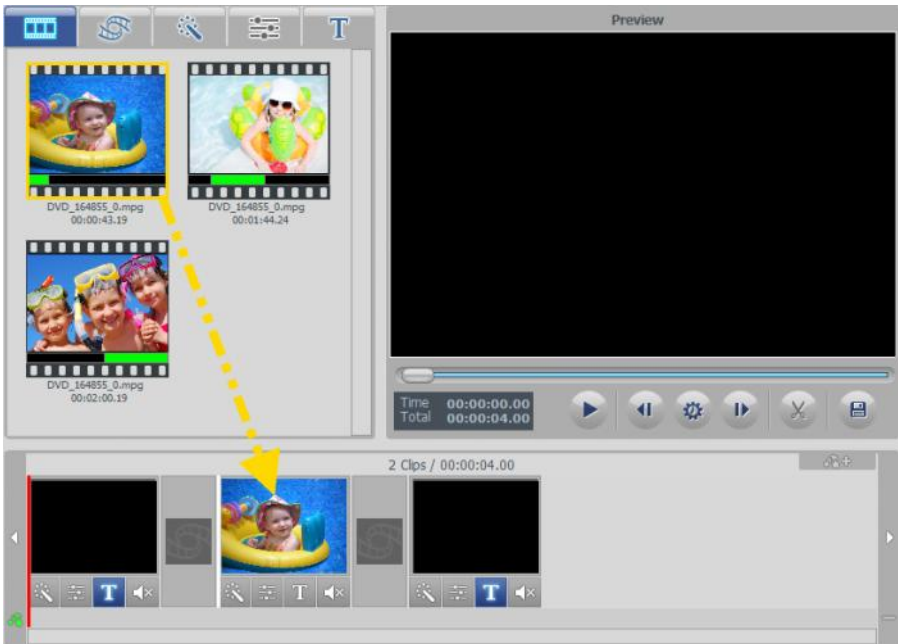 T
Preview
DVD_164855_0.mpg
00:00:43.19
DVD_164855_0.mpg
00:01:44.24
DVD_164855_0.mpg
00:02:00.19
Time 00:00:00.00
Total 00:00:04.00
2 Clips / 00:00:04.00
T
T
T